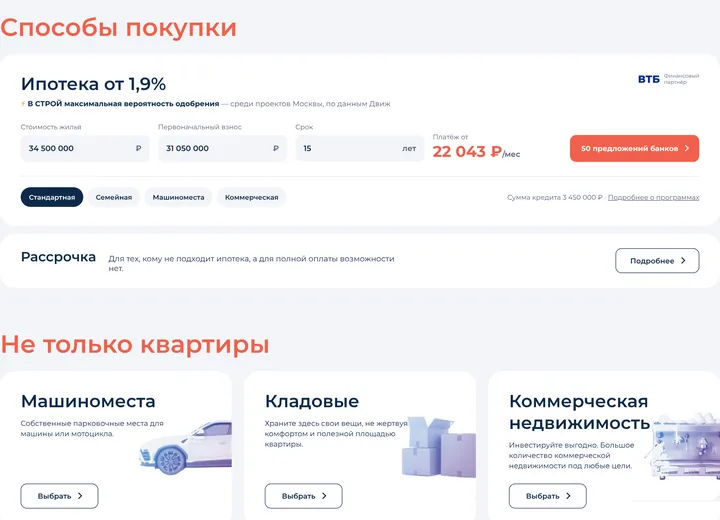 Способы покупки
Ипотека от 1,9%
ВТБ Финансовый партнёр
⚡ В СТРОЙ максимальная вероятность одобрения — среди проектов Москвы, по данным Движ
Стоимость жилья
34 500 000 ₽
Первоначальный взнос
31 050 000 ₽
Срок
15 лет
Платёж от
22 043 ₽/мес
50 предложений банков
Стандартная
Семейная
Машиноместа
Коммерческая
Сумма кредита 3 450 000 ₽ · Подробнее о программах
Рассрочка
Для тех, кому не подходит ипотека, а для полной оплаты возможности
нет.
Подробнее
Не только квартиры
Машиноместа
Собственные парковочные места для
машины или мотоцикла.
Выбрать
Кладовые
Храните здесь свои вещи, не жертвуя
комфортом и полезной площадью
квартиры.
Выбрать
Коммерческая
недвижимость
Инвестируйте выгодно. Большое
количество коммерческой
недвижимости под любые цели.
Выбрать